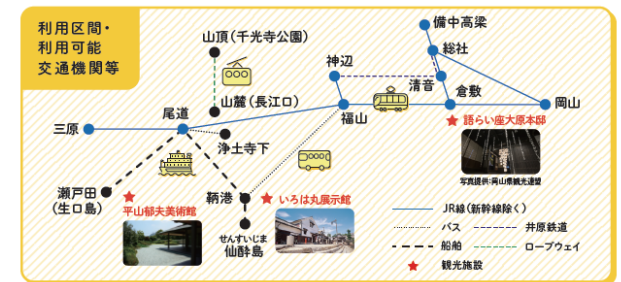 利用区間・
利用可能
交通機関等
山頂(千光寺公園)
山麓(長江口)
備中高梁
総社
神辺
清音
倉敷
岡山
福山
三原
尾道
浄土寺下
★ 語らい座大原本邸
写真提供:岡山県観光連盟
瀬戸田
(生口島)
★
平山郁夫美術館
鞆港
★ いろは丸展示館
せんすいじま
仙酔島
JR線(新幹線除く)
バス
井原鉄道
船舶
ロープウェイ
★ 観光施設